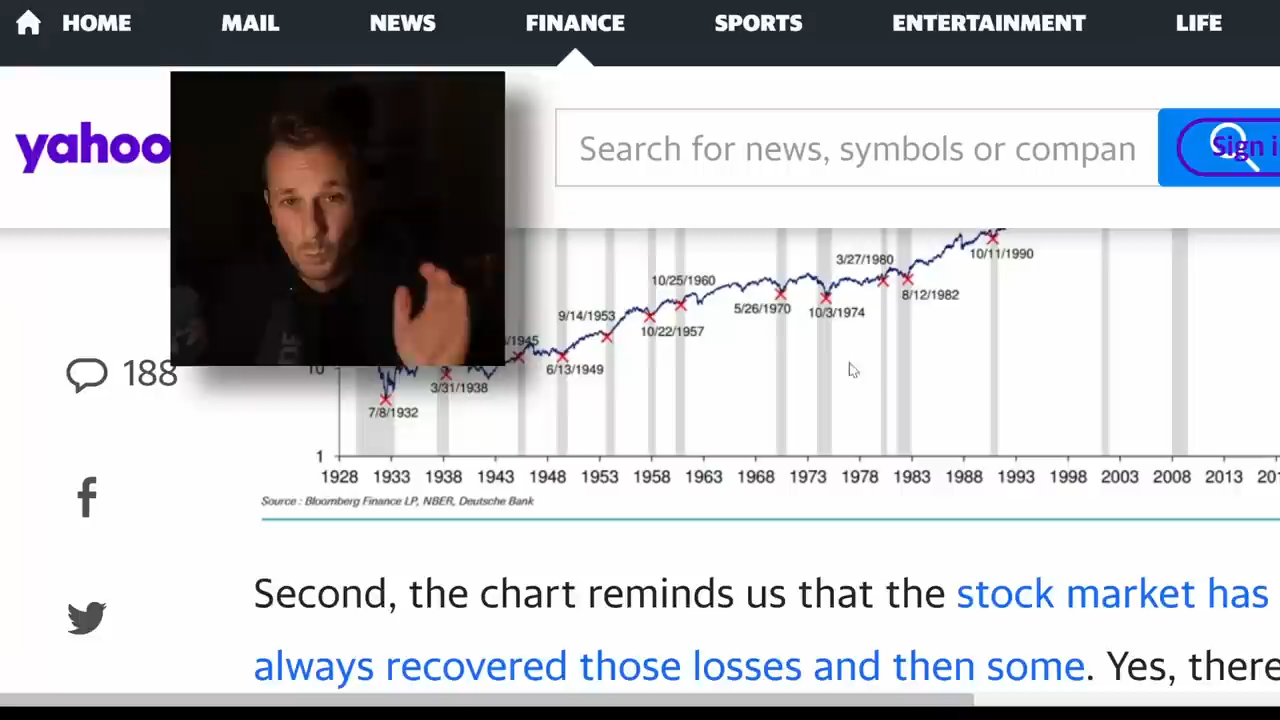 HOME MAIL NEWS FINANCE SPORTS ENTERTAINMENT LIFE
yahoo
Search for news, symbols or compan
Sign i
10/11/1990
3/27/1980
10/25/1960
8/12/1982
5/26/1970
10/3/1974
9/14/1953
10/22/1957
/1945
6/13/1949
10
188
3/31/1938
7/8/1932
1
1928 1933 1938 1943 1948 1953 1958 1963 1968 1973 1978 1983 1988 1993 1998 2003 2008 2013 201
Source : Bloomberg Finance LP, NBER, Deutsche Bank
Second, the chart reminds us that the stock market has
always recovered those losses and then some. Yes, there